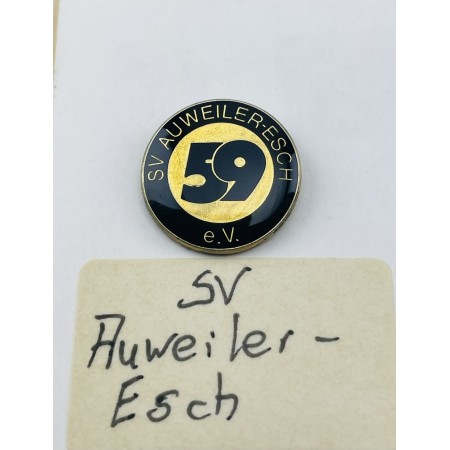 SV AUWEILER-ESCH
59
e.V.
SV
Auweiler-
Esch